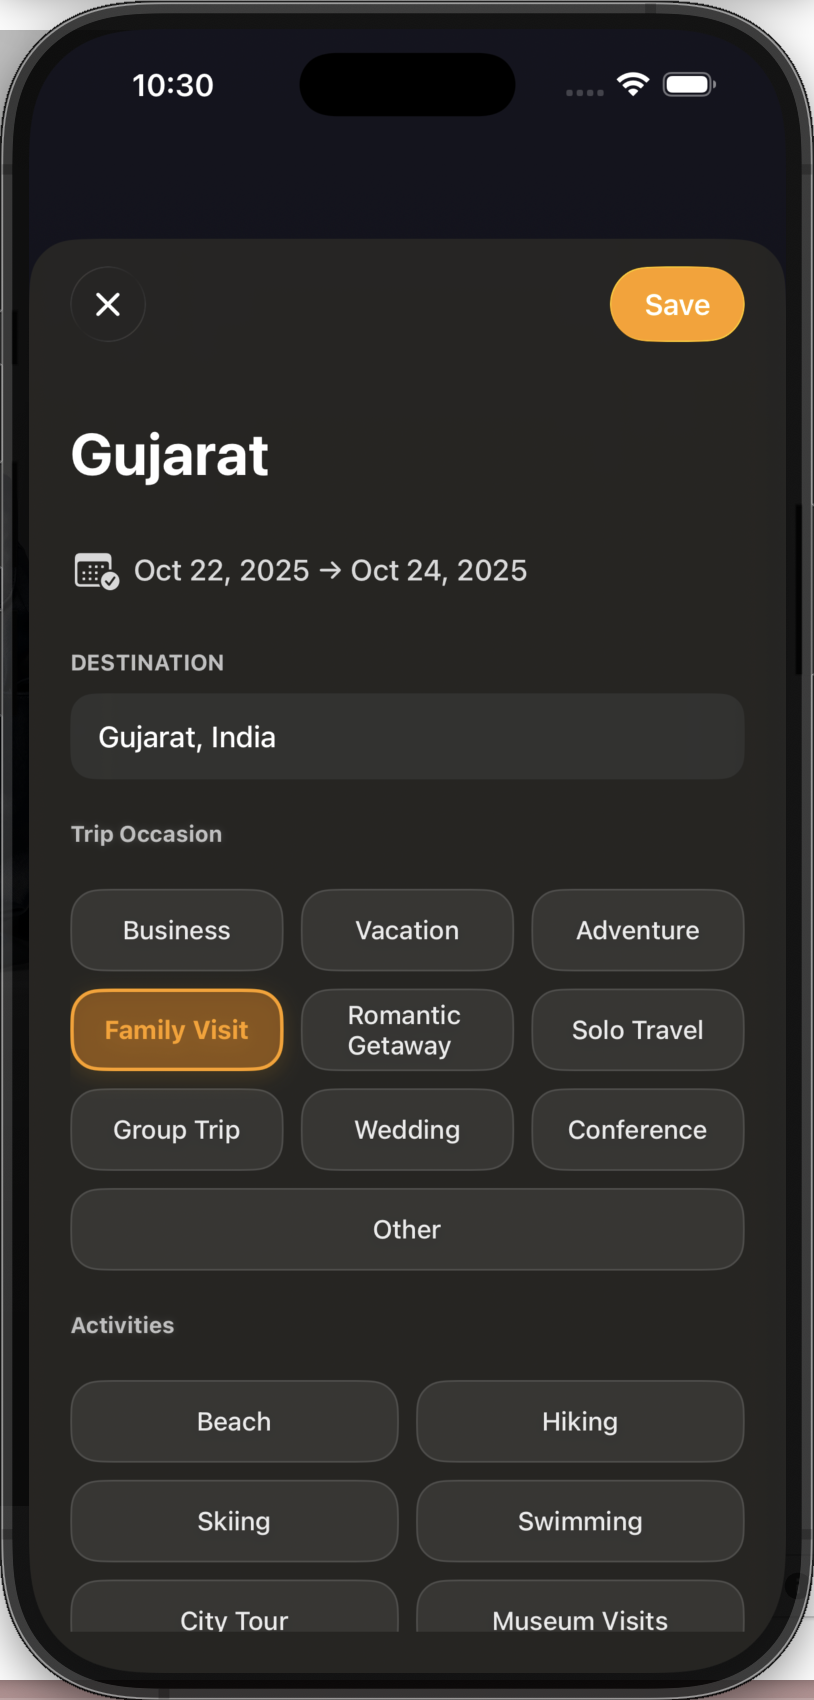 10:30
Save
Gujarat
Oct 22, 2025 → Oct 24, 2025
DESTINATION
Gujarat, India
Trip Occasion
Business
Vacation
Adventure
Family Visit
Romantic
Getaway
Solo Travel
Group Trip
Wedding
Conference
Other
Activities
Beach
Hiking
Skiing
Swimming
City Tour
Museum Visits